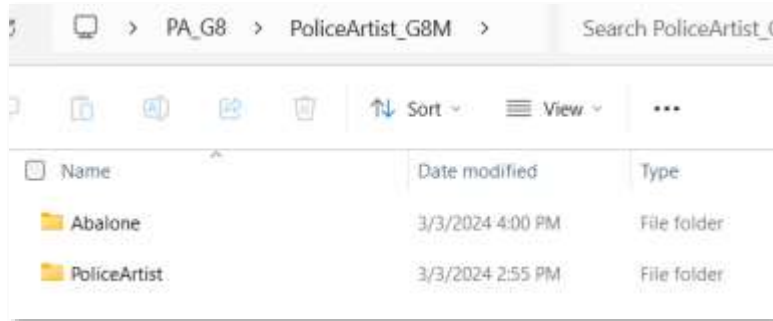 > PA_G8 > PoliceArtist_G8M > Search PoliceArtist_
Sort View ...
Name Date modified Type
Abalone 3/3/2024 4:00 PM File folder
PoliceArtist 3/3/2024 2:55 PM File folder